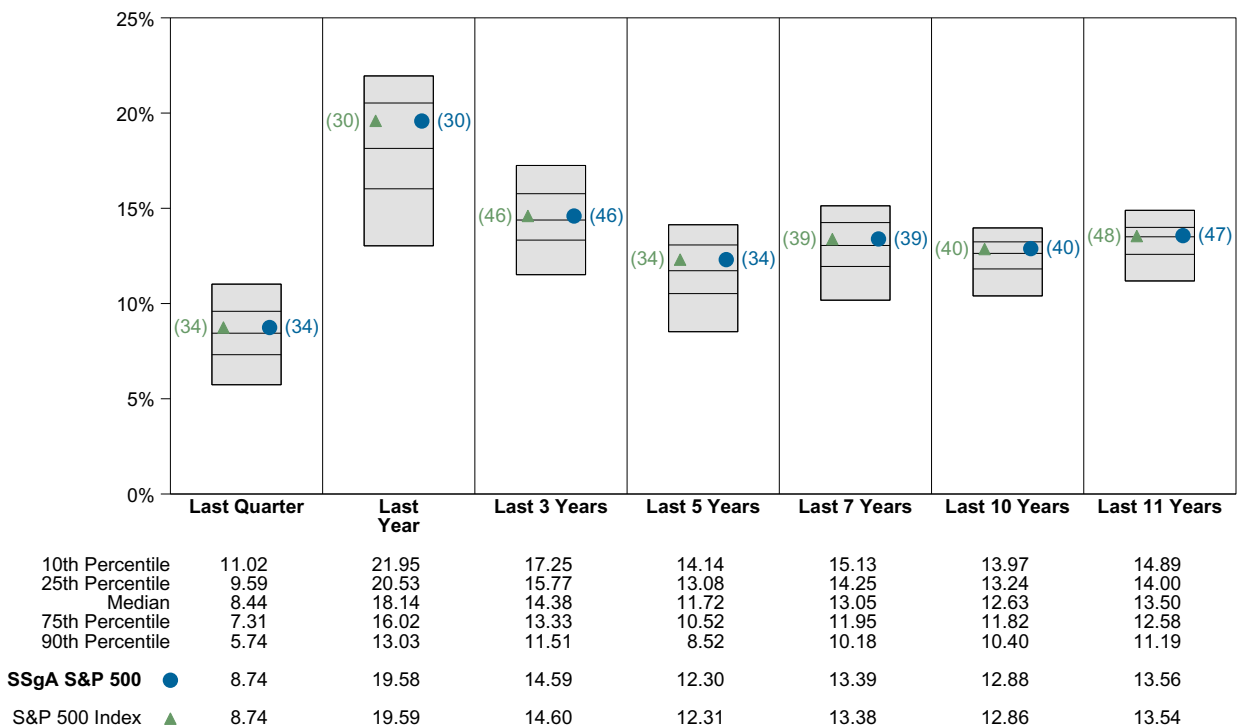 25%
20%
15%
10%
5%
0%
(34) (34)
(30) (30)
(46) (46)
(34) (34)
(39) (39)
(40) (40)
(48) (47)
Last Quarter Last Year Last 3 Years Last 5 Years Last 7 Years Last 10 Years Last 11 Years
10th Percentile 11.02 21.95 17.25 14.14 15.13 13.97 14.89
25th Percentile 9.59 20.53 15.77 13.08 14.25 13.24 14.00
Median 8.44 18.14 14.38 11.72 13.05 12.63 13.50
75th Percentile 7.31 16.02 13.33 10.52 11.95 11.82 12.58
90th Percentile 5.74 13.03 11.51 8.52 10.18 10.40 11.19
SSgA S&P 500 8.74 19.58 14.59 12.30 13.39 12.88 13.56
S&P 500 Index 8.74 19.59 14.60 12.31 13.38 12.86 13.54